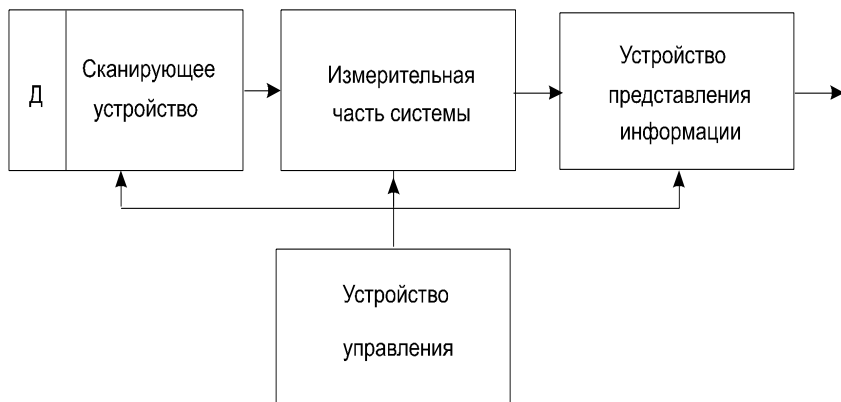 Д
Сканирующее
устройство
Измерительная
часть системы
Устройство
представления
информации
Устройство
управления